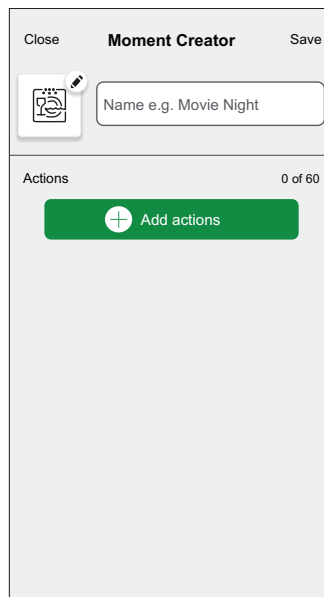 Close Moment Creator Save
Name e.g. Movie Night
Actions 0 of 60
Add actions